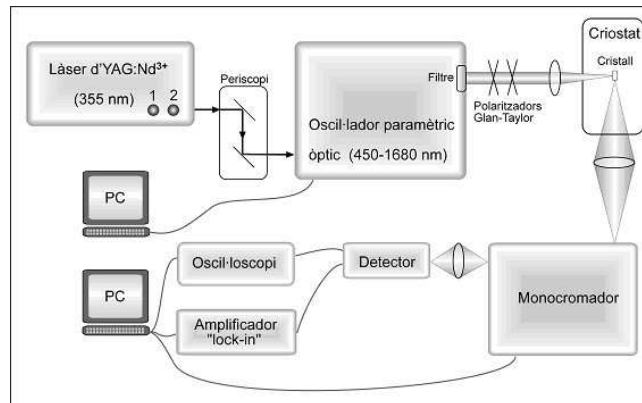 Làser d'YAG:Nd³⁺
(355 nm)
1 2
Periscopi
Filtre
Oscil·lador paramètric
òptic (450-1680 nm)
Polaritzadors
Glan-Taylor
Criostat
Cristall
PC
Oscil·loscopi
Detector
Monocromador
PC
Amplificador
"lock-in"